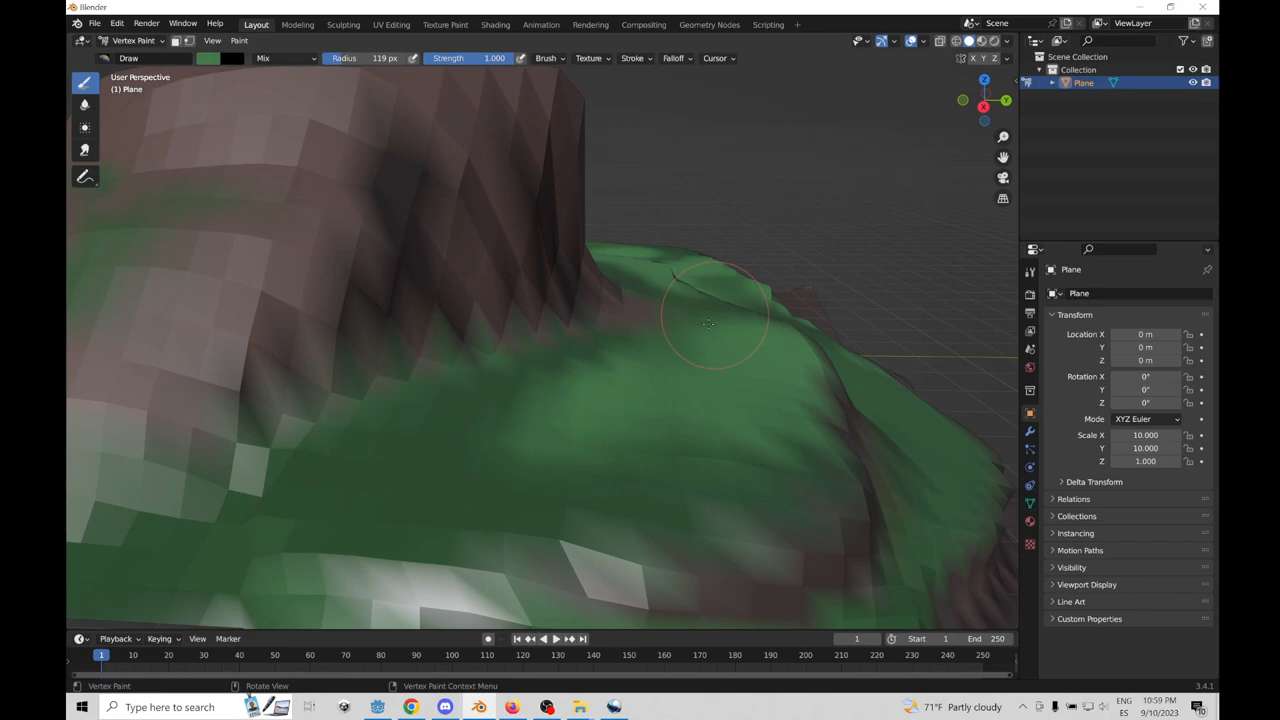 Blender
File Edit Render Window Help Layout Modeling Sculpting UV Editing Texture Paint Shading Animation Rendering Compositing Geometry Nodes Scripting + Scene ViewLayer
Vertex Paint View Paint
Draw Mix Radius 119 px Strength 1.000 Brush Texture Stroke Falloff Cursor X Y Z
User Perspective
(1) Plane
Z
Y
X
Scene Collection
Collection
Plane
Plane
Plane
Transform
Location X 0 m
Y 0 m
Z 0 m
Rotation X 0°
Y 0°
Z 0°
Mode XYZ Euler
Scale X 10.000
Y 10.000
Z 1.000
Delta Transform
Relations
Collections
Instancing
Motion Paths
Visibility
Viewport Display
Line Art
Custom Properties
Playback Keying View Marker 1 Start 1 End 250
1 10 20 30 40 50 60 70 80 90 100 110 120 130 140 150 160 170 180 190 200 210 220 230 240 250
Vertex Paint Rotate View Vertex Paint Context Menu 3.4.1
Type here to search 71°F Partly cloudy ENG ES 10:59 PM 9/10/2023 10